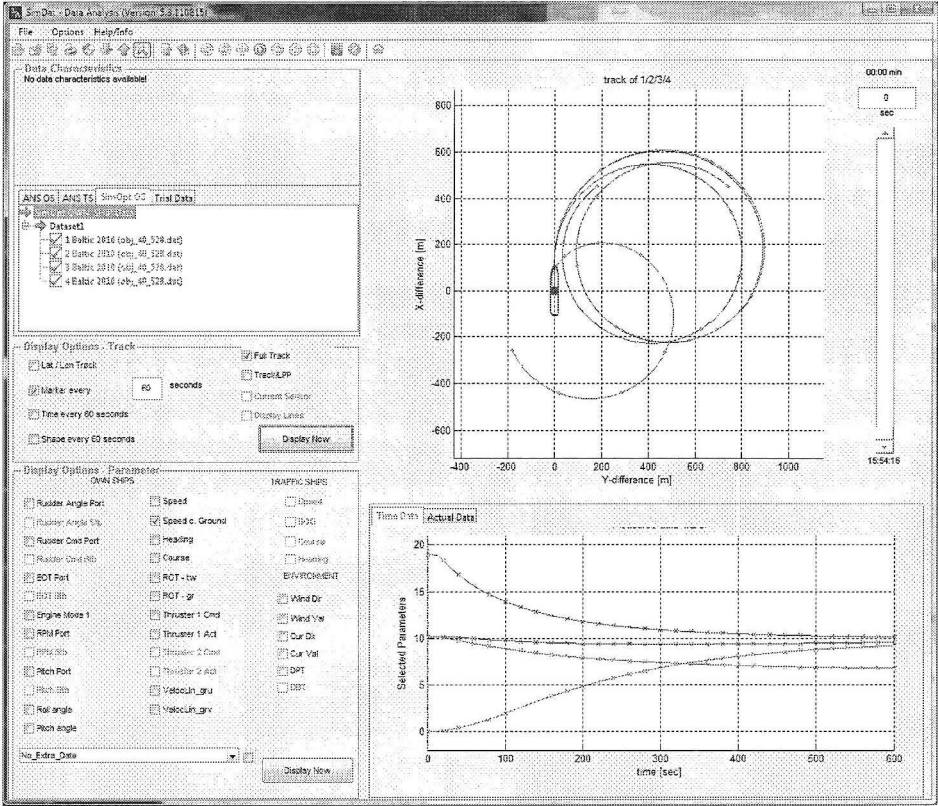 SimDat - Data Analysis (Version: 5.3.110815)
File Options Help/Info
Data Characteristics
No data characteristics available!
ANS OS ANS TS SimOpt OS Trial Data
Dataset1
1 Baltic 2010 (obj_40_528.dat)
2 Baltic 2010 (obj_40_528.dat)
3 Baltic 2010 (obj_40_528.dat)
4 Baltic 2010 (obj_40_528.dat)
Display Options - Track
Lat / Lon Track
Full Track
Marker every 60 seconds
Track/LPP
Time every 60 seconds
Current Sensor
Display Lines
Shape every 60 seconds
Display Now
Display Options - Parameter
OWN SHIPS
TRAFFIC SHIPS
Rudder Angle Port Speed Speed
Rudder Angle Stb Speed o. Ground SOG
Rudder Cmd Port Heading Course
Rudder Cmd Stb Course Heading
EOT Port ROT - tw ENVIRONMENT
EOT Stb ROT - gr Wind Dir
Engine Mode 1 Thruster 1 Cmd Wind Vel
RPM Port Thruster 1 Act Cur Dir
RPM Stb Thruster 2 Cmd Cur Val
Pitch Port Thruster 2 Act DPT
Pitch Stb VelocLin_gru DBT
Roll angle VelocLin_grv
Pitch angle
No_Extra_Data
Display Now
track of 1/2/3/4
X-difference [m]
800
600
400
200
0
-200
-400
-600
-400 -200 0 200 400 600 800 1000
Y-difference [m]
00:00 min
0
sec
15:54:16
Time Data Actual Data
Selected Parameters
20
15
10
5
0
0 100 200 300 400 500 600
time [sec]